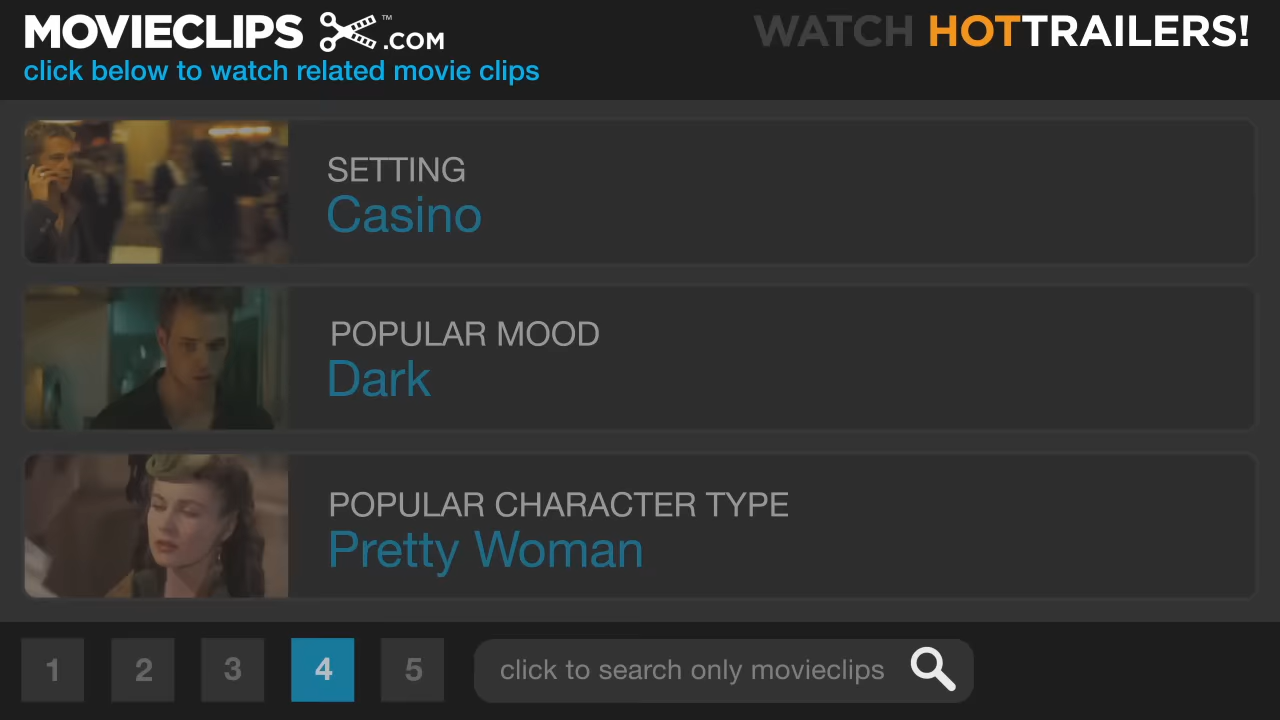 MOVIECLIPS ™ .COM
WATCH HOTTRAILERS!
click below to watch related movie clips
SETTING
Casino
POPULAR MOOD
Dark
POPULAR CHARACTER TYPE
Pretty Woman
1 2 3 4 5 click to search only movieclips